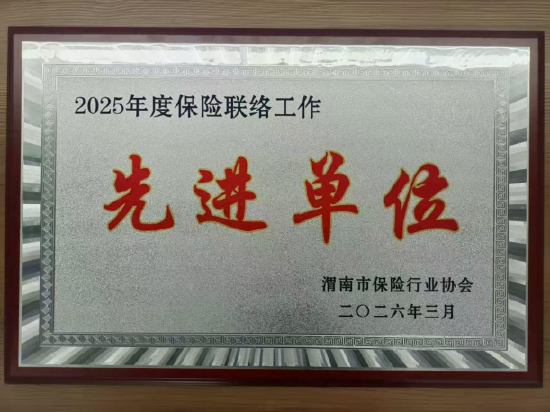 2025年度保险联络工作
先进单位
渭南市保险行业协会
二〇二六年三月